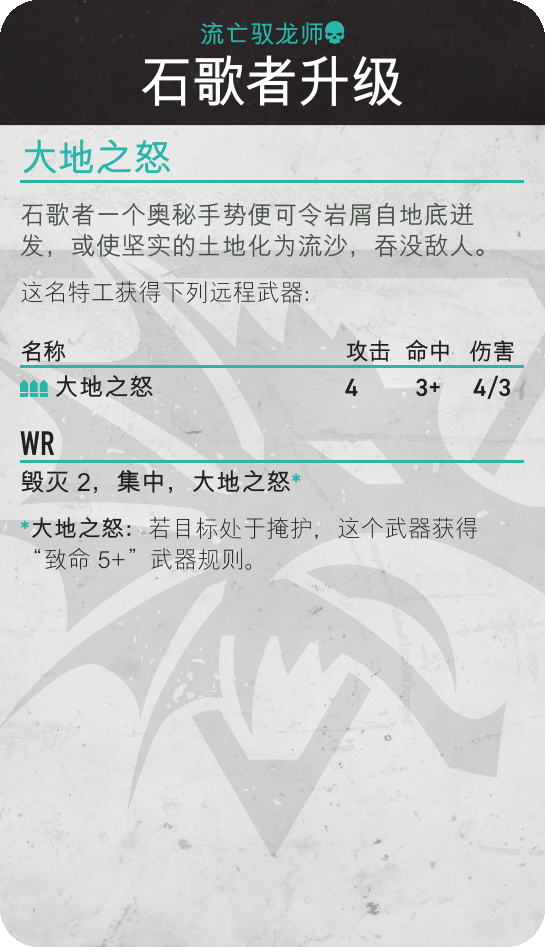 流亡驭龙师
石歌者升级
大地之怒
石歌者一个奥秘手势便可令岩屑自地底迸
发，或使坚实的土地化为流沙，吞没敌人。
这名特工获得下列远程武器:
名称 攻击 命中 伤害
大地之怒 4 3+ 4/3
WR
毁灭 2，集中，大地之怒*
*大地之怒：若目标处于掩护，这个武器获得
“致命 5+”武器规则。